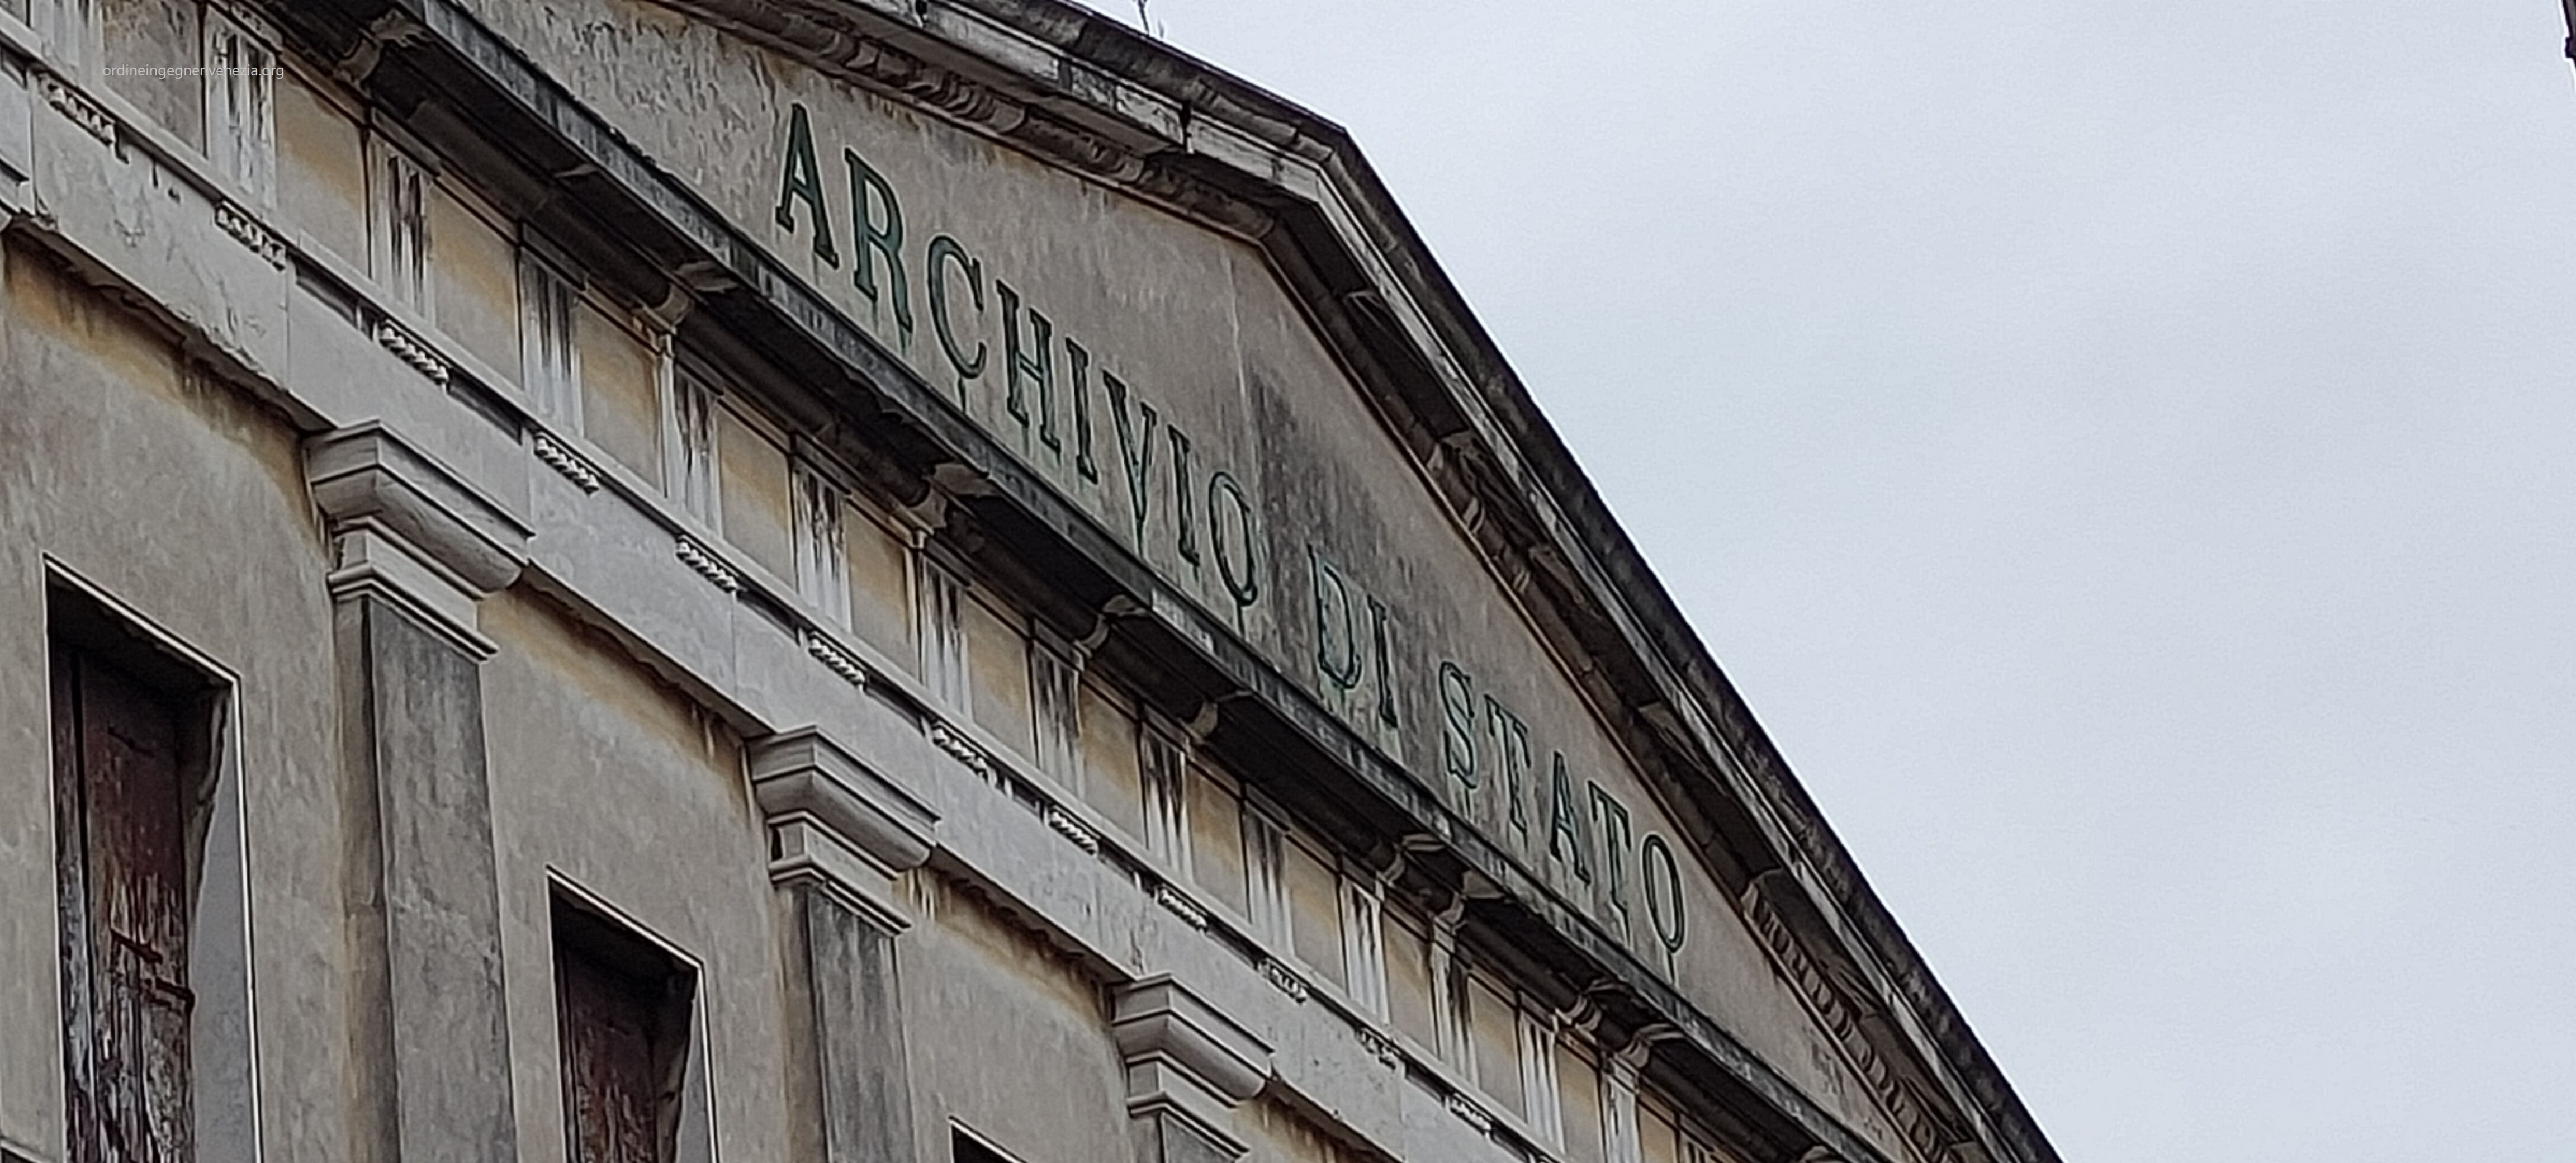 ordineingegnerivenezia.org
ARCHIVIO DI STATO